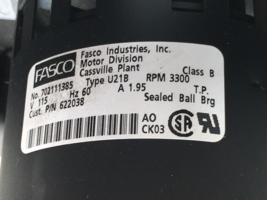 FASCO
Fasco Industries, Inc.
Motor Division
Cassville Plant
No. 702111385 Type U21B RPM 3300 Class B
V 115 Hz 60 A 1.95 T.P.
Cust. P/N 622038 Sealed Ball Brg
AO
CK03